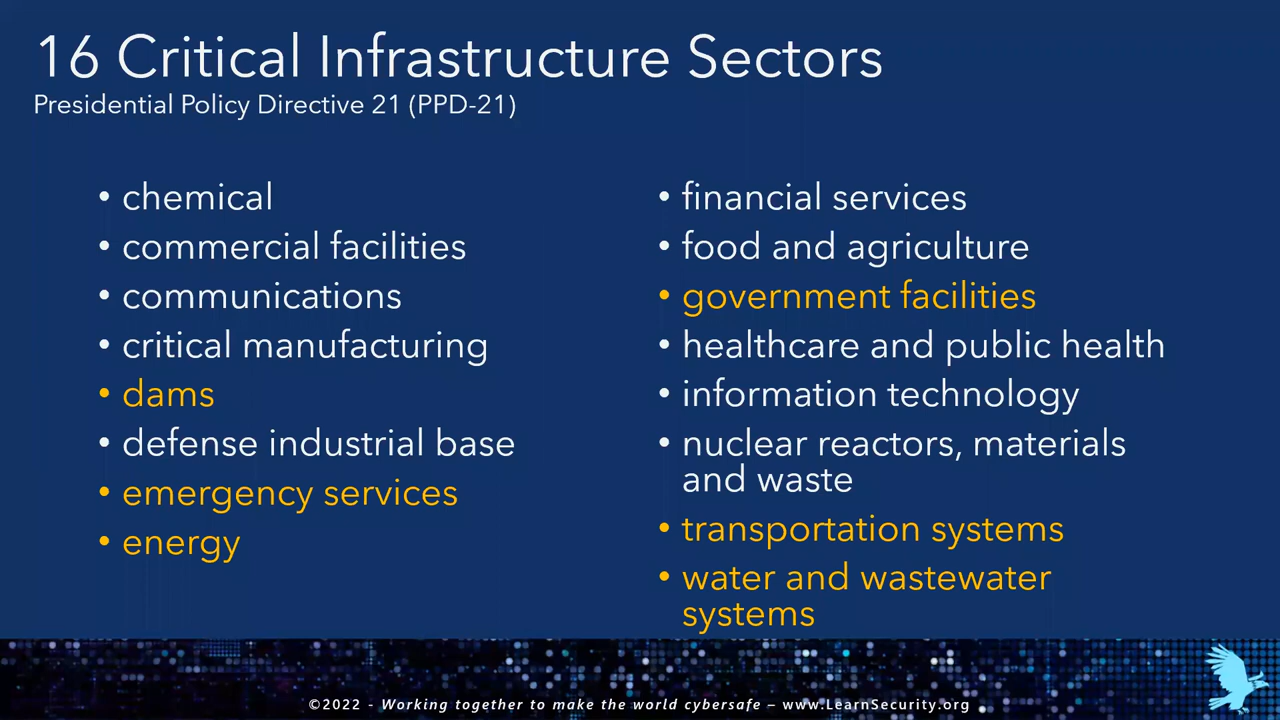 16 Critical Infrastructure Sectors
Presidential Policy Directive 21 (PPD-21)
• chemical
• commercial facilities
• communications
• critical manufacturing
• dams
• defense industrial base
• emergency services
• energy
• financial services
• food and agriculture
• government facilities
• healthcare and public health
• information technology
• nuclear reactors, materials
and waste
• transportation systems
• water and wastewater
systems
©2022 - Working together to make the world cybersafe – www.LearnSecurity.org